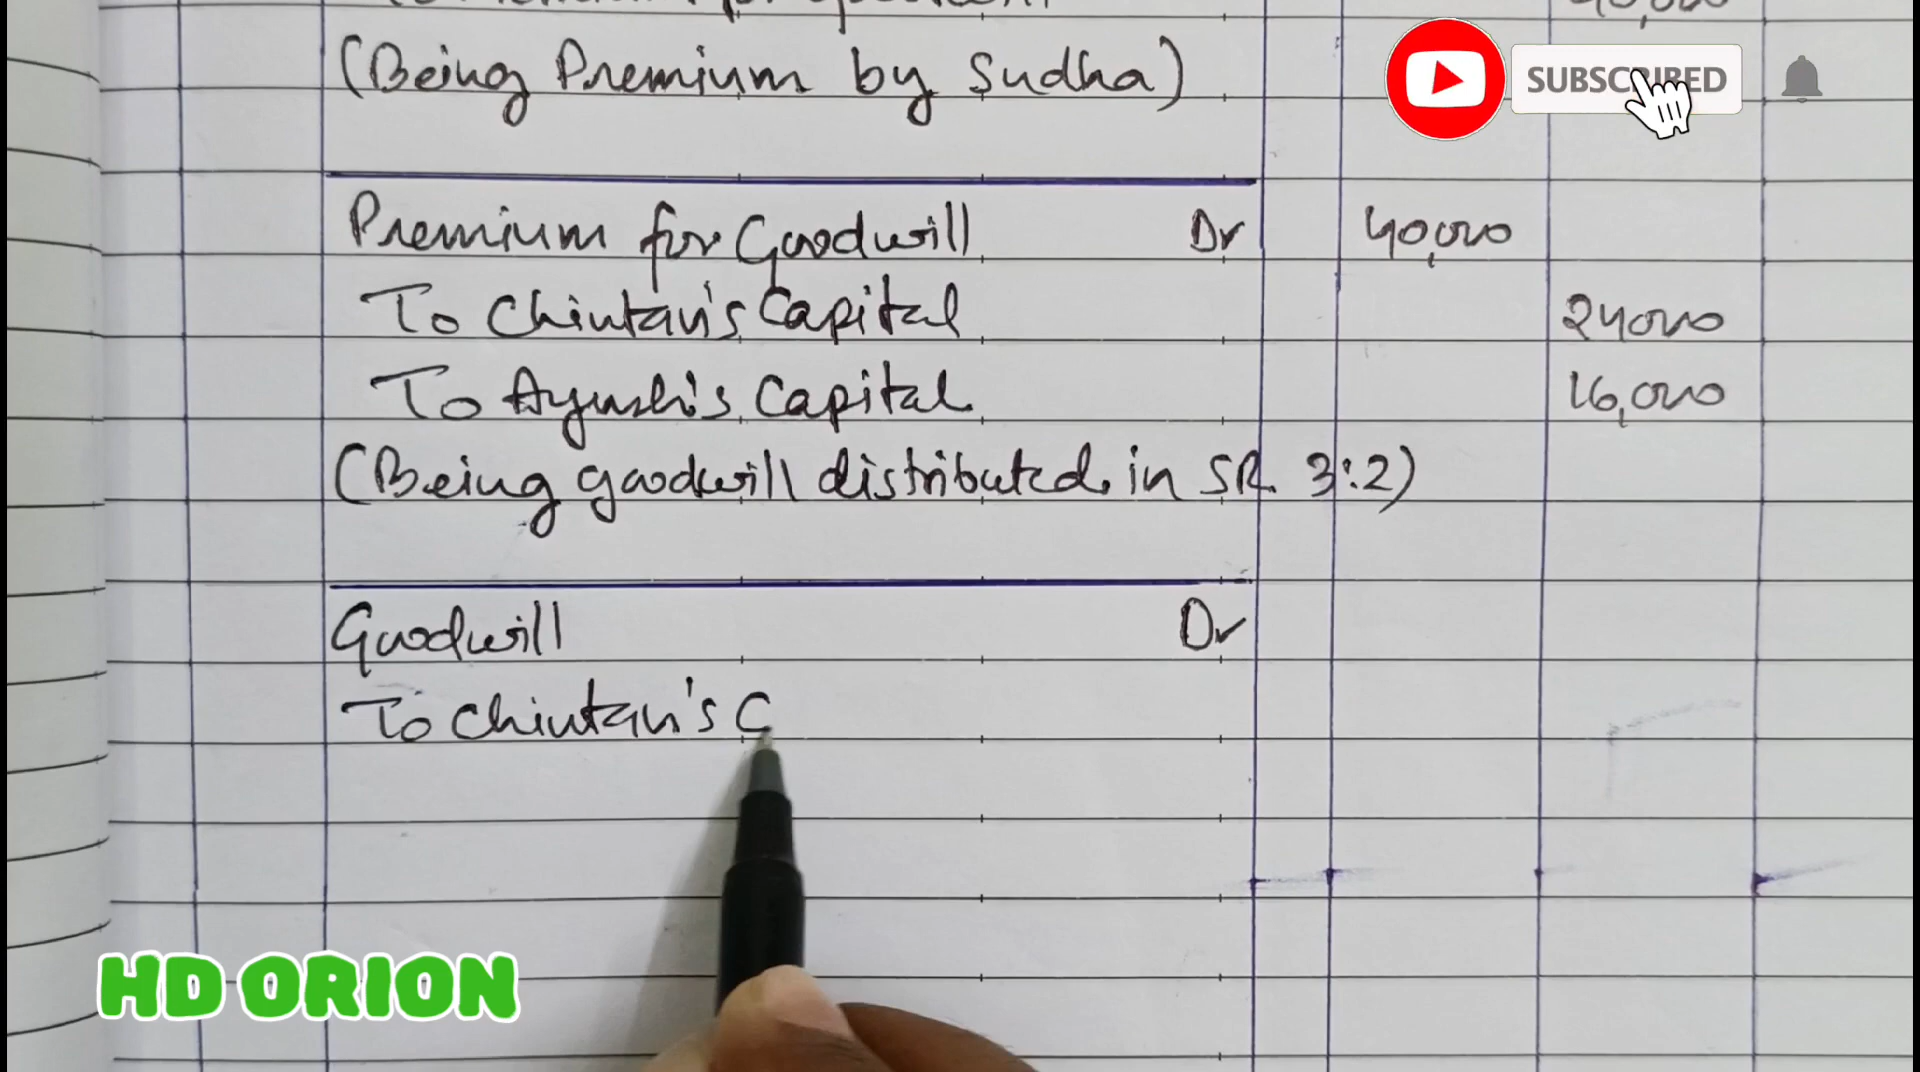 (Being Premium by Sudha)
SUBSCRIBED
Premium for Goodwill Dr 40,000
To Chintan's Capital 24000
To Ayushi's Capital 16,000
(Being goodwill distributed in SR 3:2)
Goodwill Dr
To Chintan's C
HD ORION